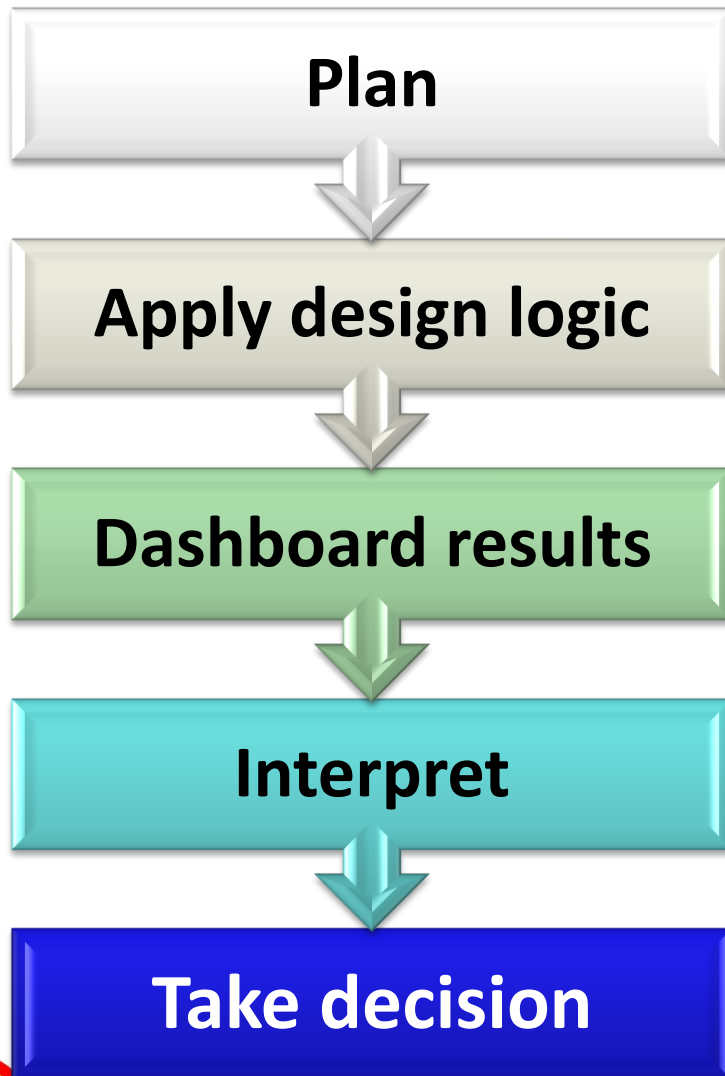 Plan
Apply design logic
Dashboard results
Interpret
Take decision